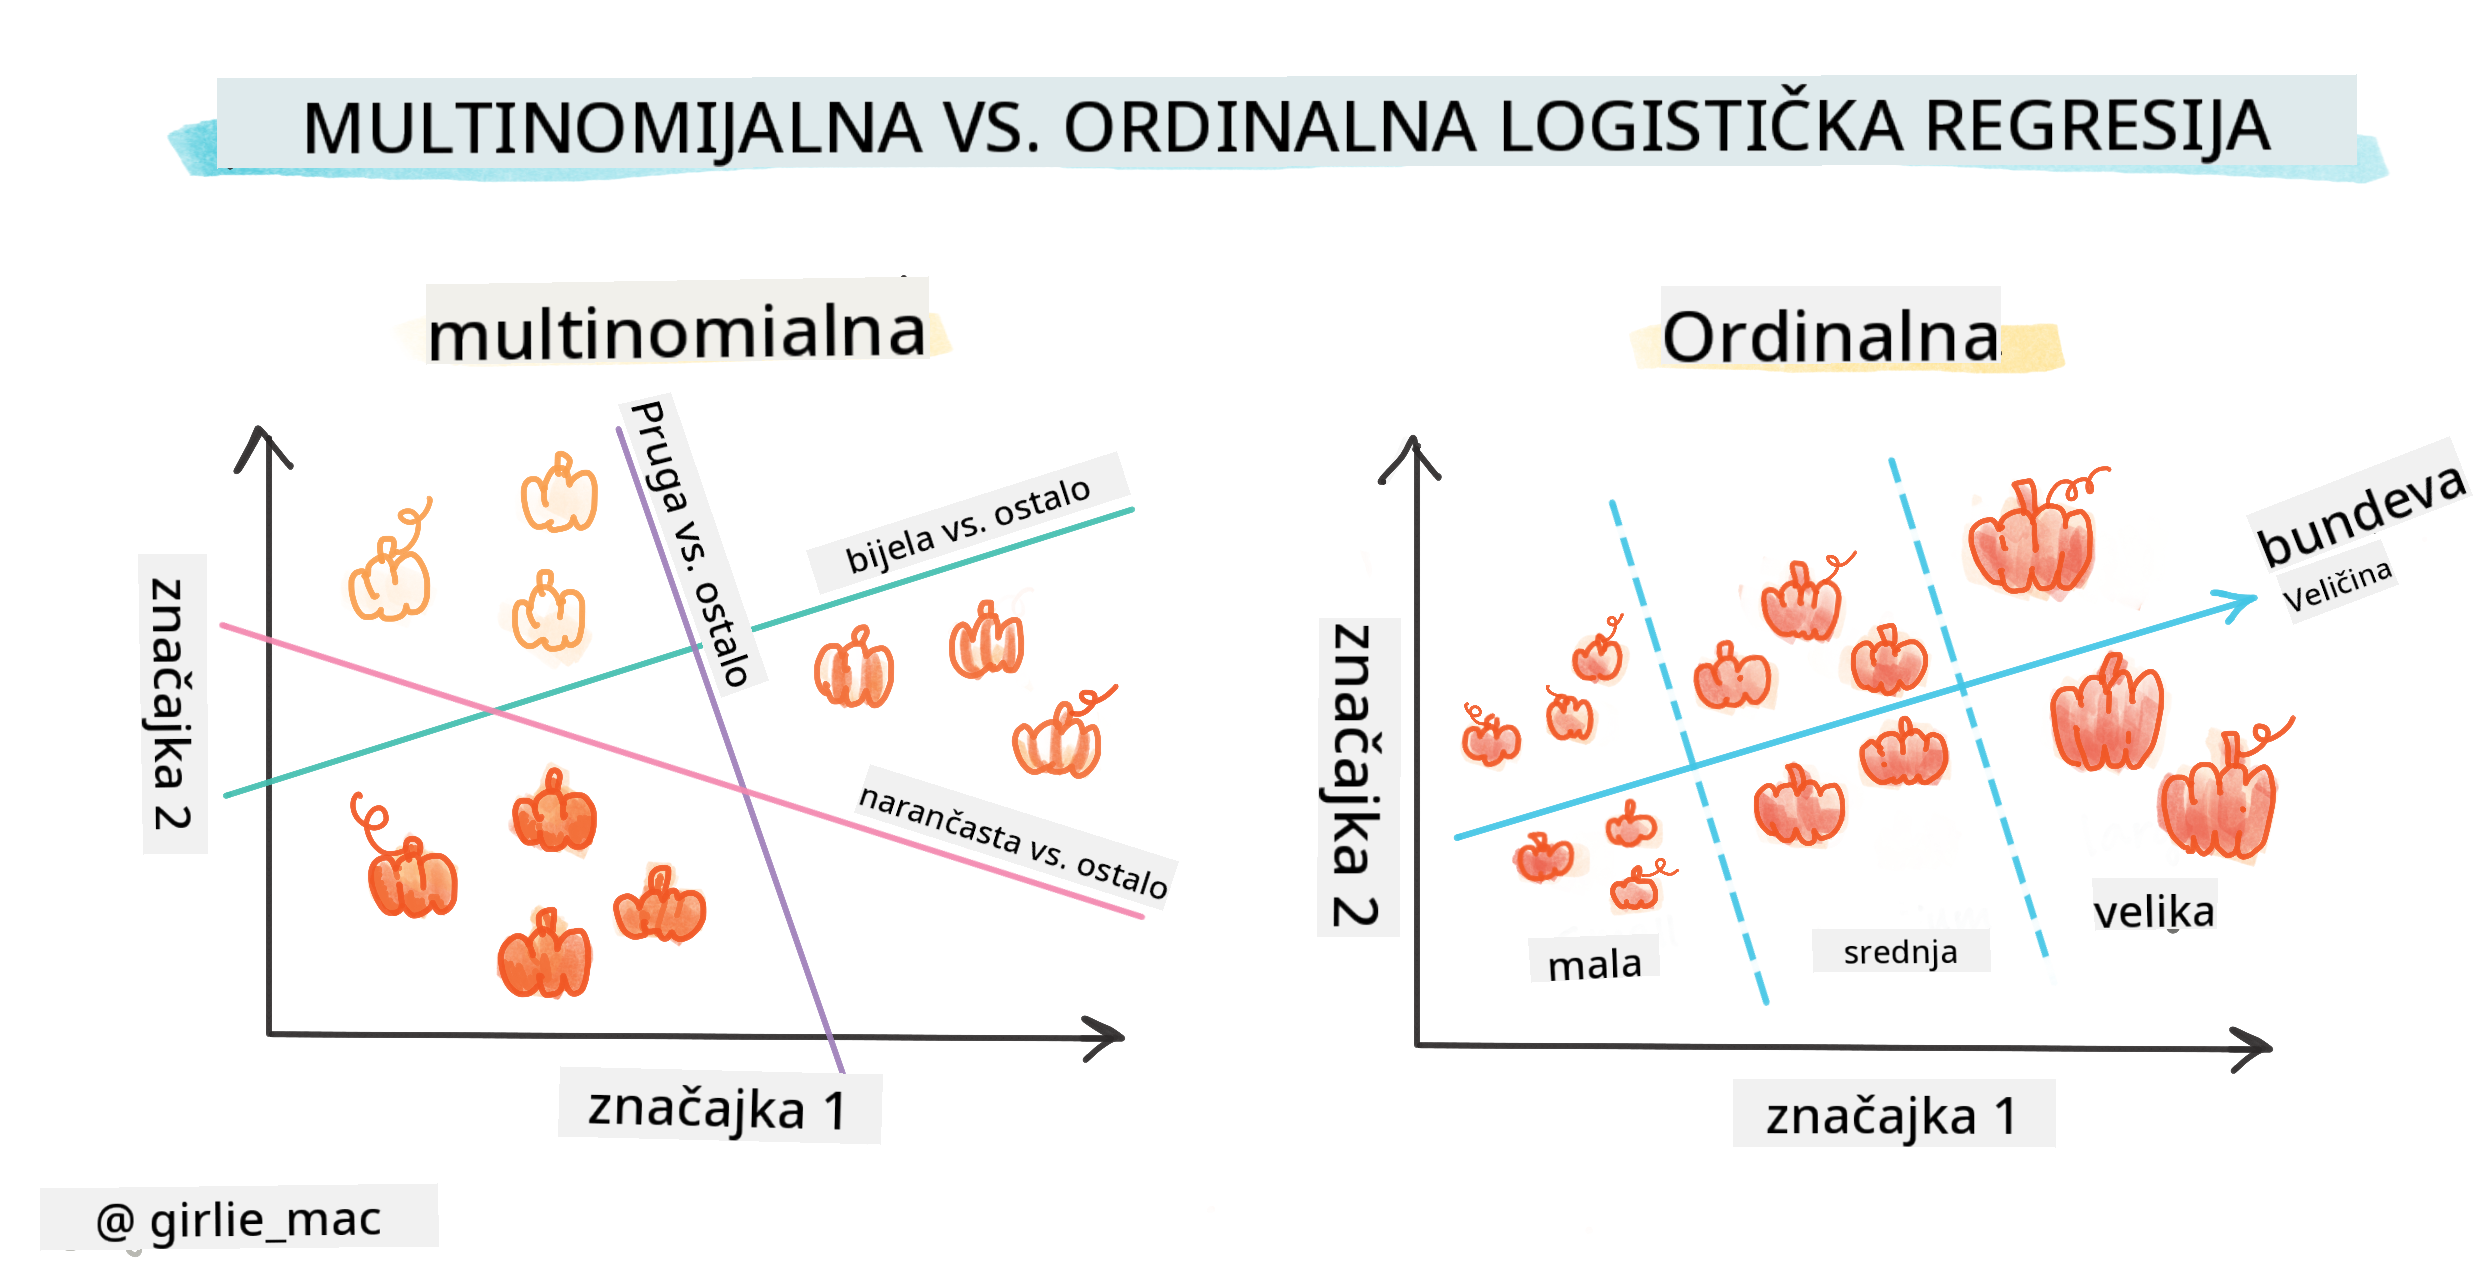 MULTINOMIJALNA VS. ORDINALNA LOGISTIČKA REGRESIJA
multinomialna
značajka 2
Pruga vs. ostalo
bijela vs. ostalo
narančasta vs. ostalo
značajka 1
Ordinalna
značajka 2
bundeva
Veličina
mala
srednja
velika
značajka 1
@ girlie_mac